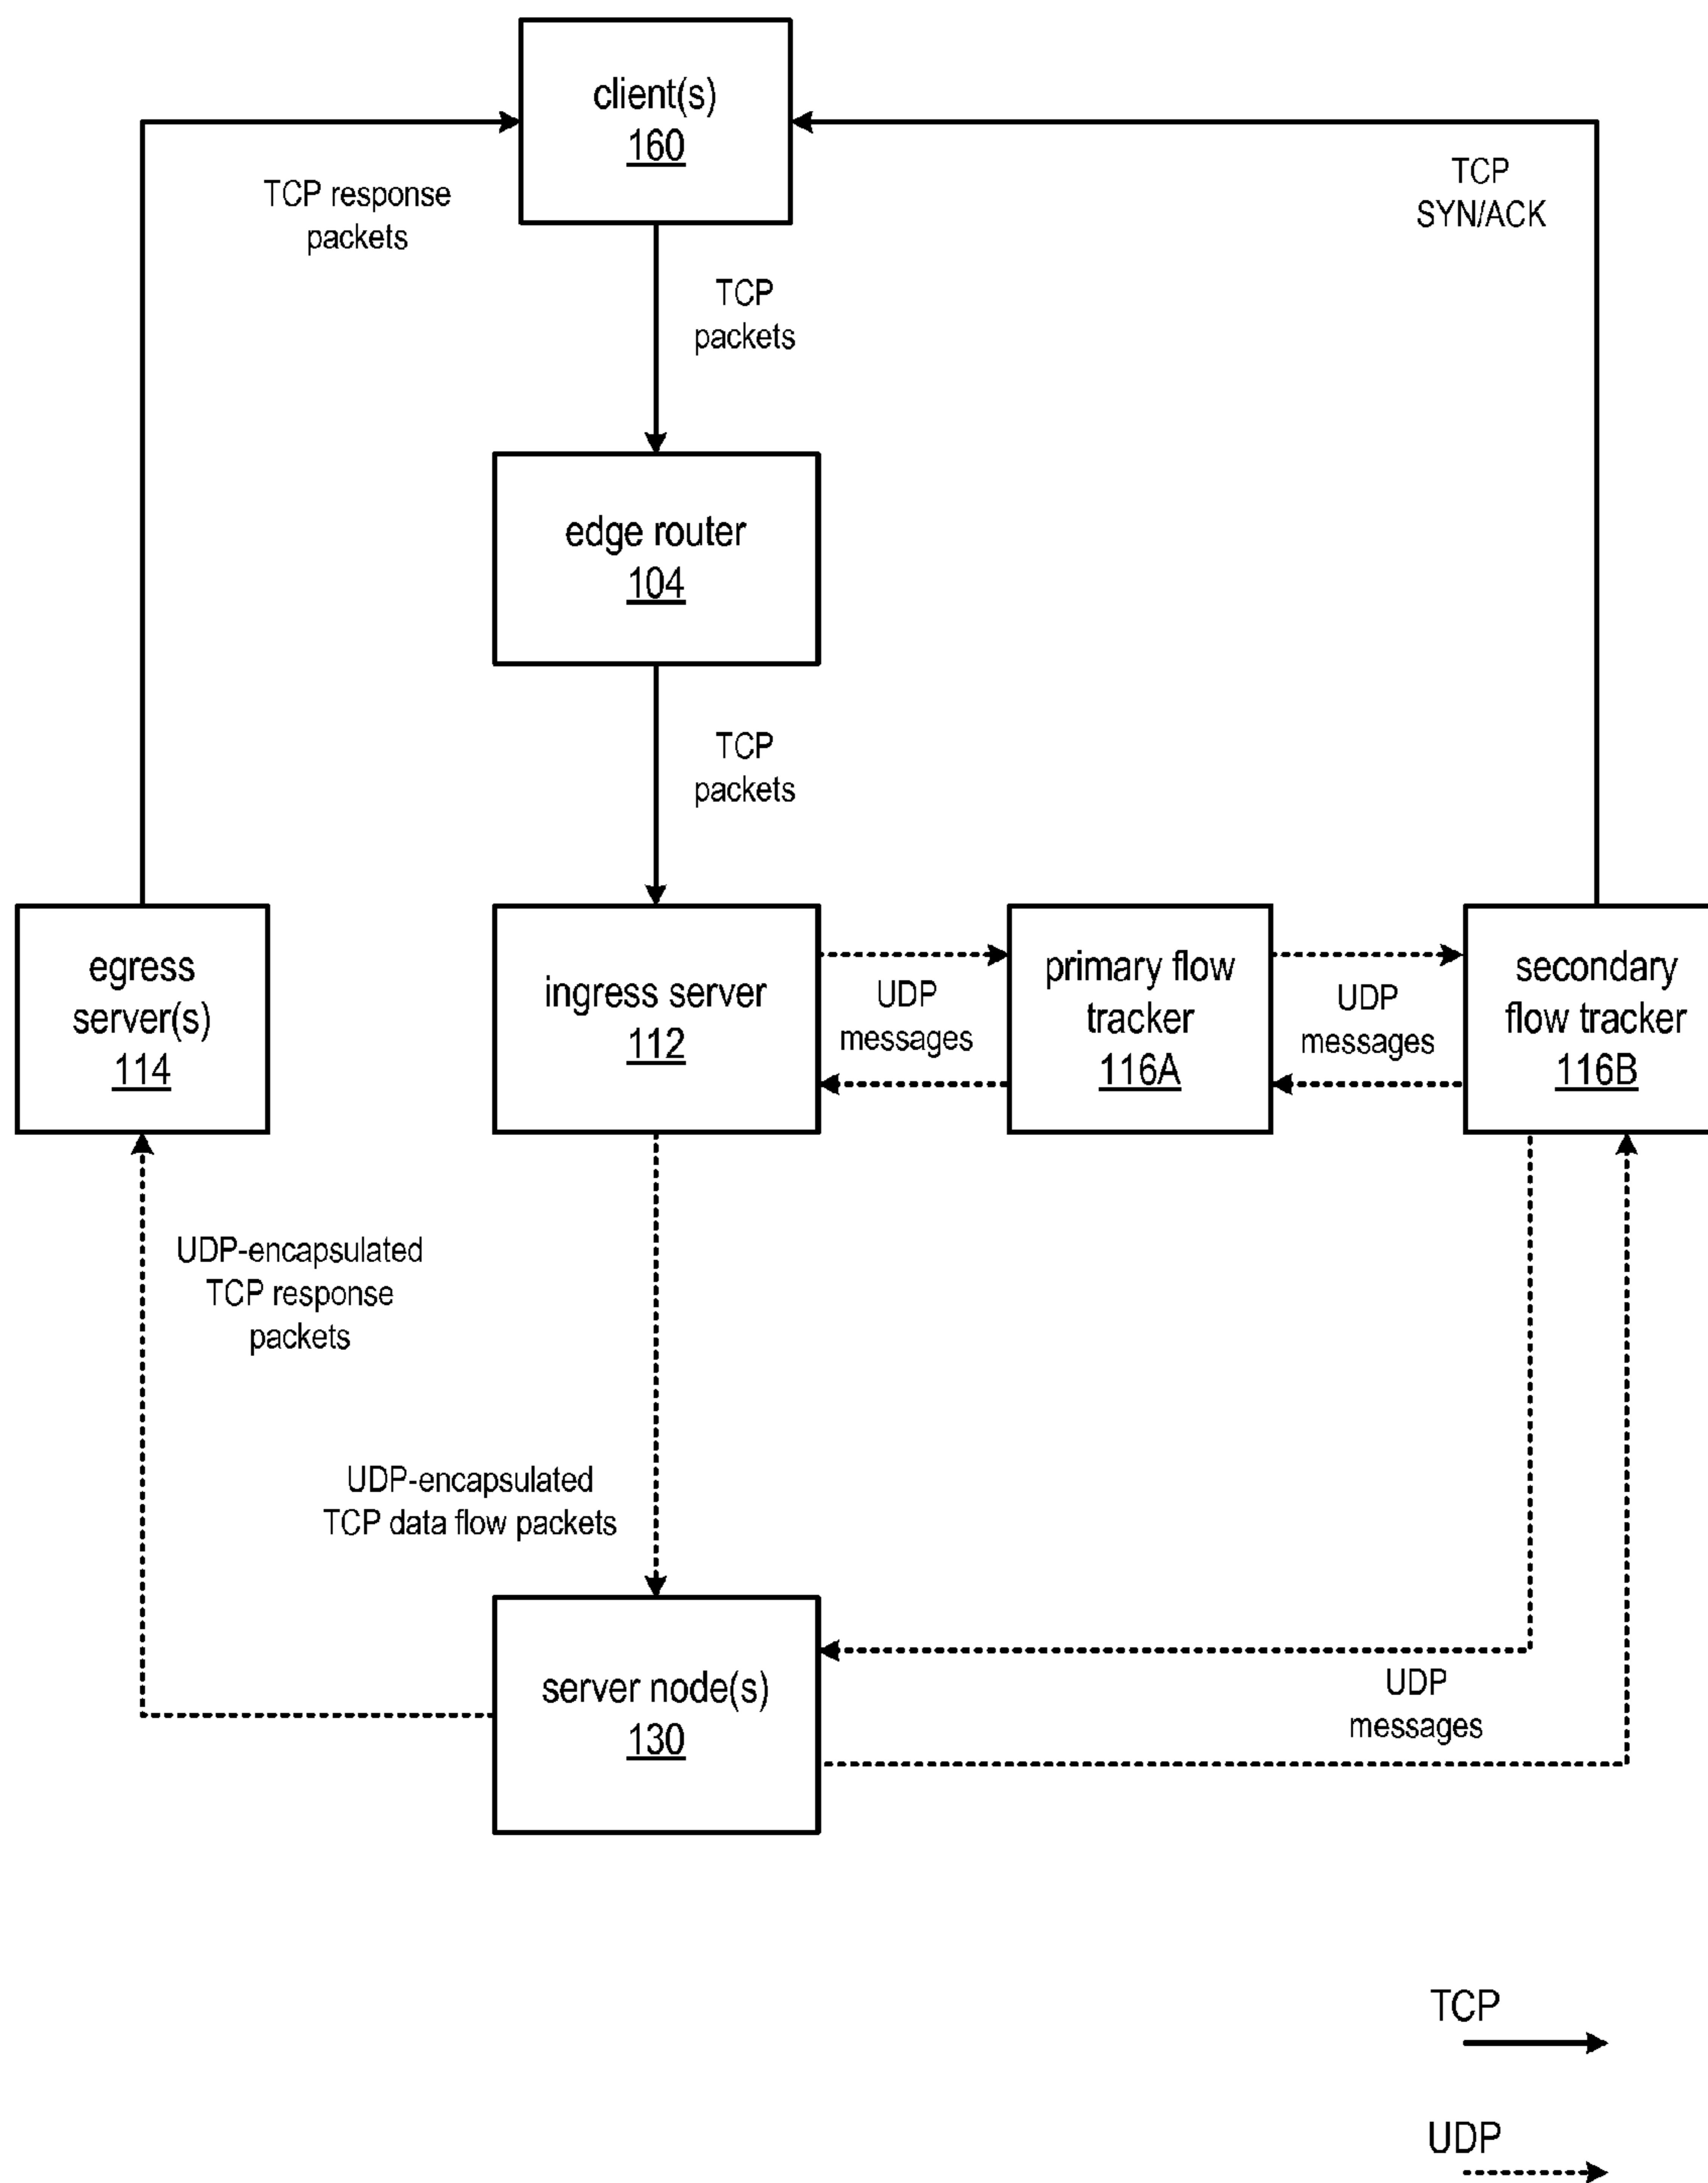 client(s)
160
TCP response
packets
TCP
SYN/ACK
TCP
packets
edge router
104
TCP
packets
egress
server(s)
114
ingress server
112
UDP
messages
primary flow
tracker
116A
UDP
messages
secondary
flow tracker
116B
UDP-encapsulated
TCP response
packets
UDP-encapsulated
TCP data flow packets
server node(s)
130
UDP
messages
TCP
UDP